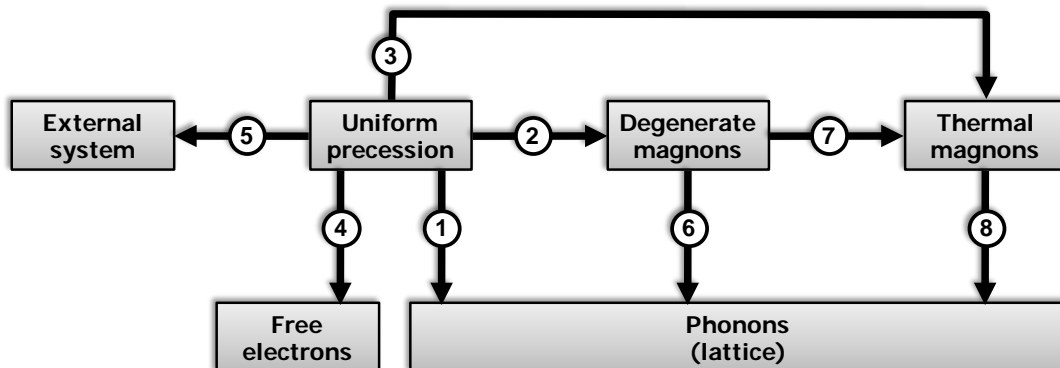 3
External
system
5
Uniform
precession
2
Degenerate
magnons
7
Thermal
magnons
4
1
6
8
Free
electrons
Phonons
(lattice)